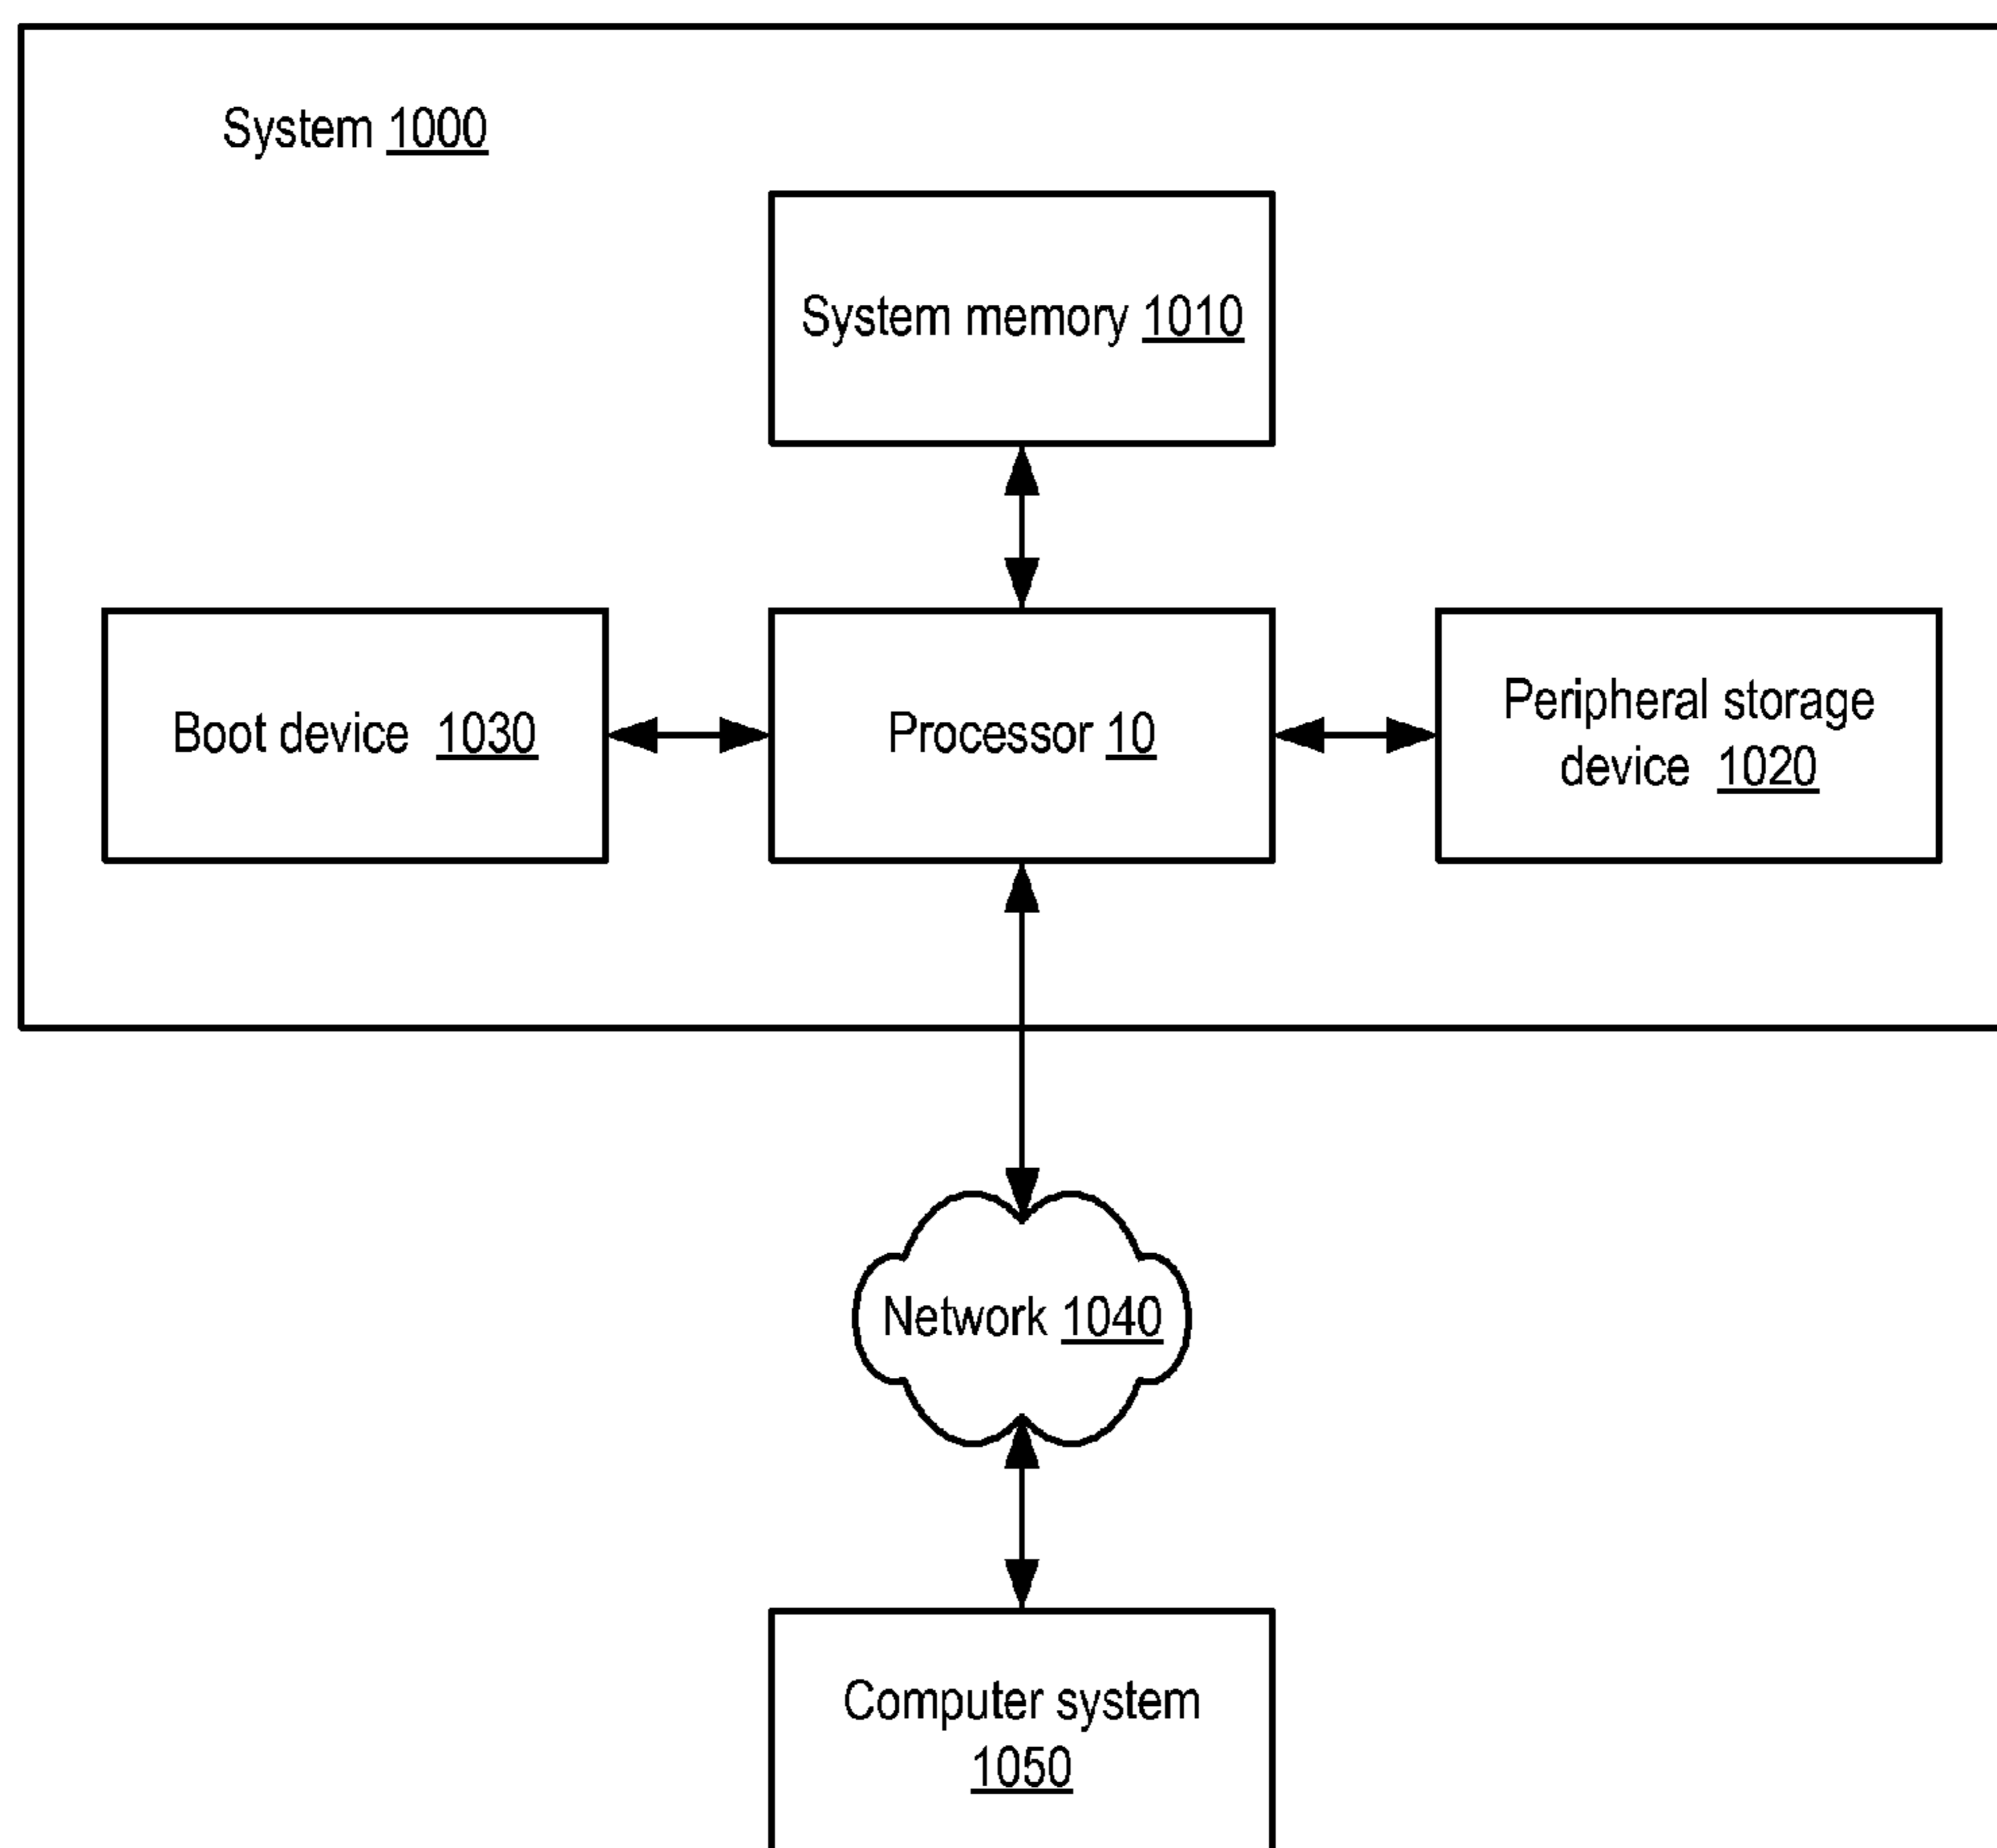 System 1000
System memory 1010
Boot device 1030
Processor 10
Peripheral storage
device 1020
Network 1040
Computer system
1050